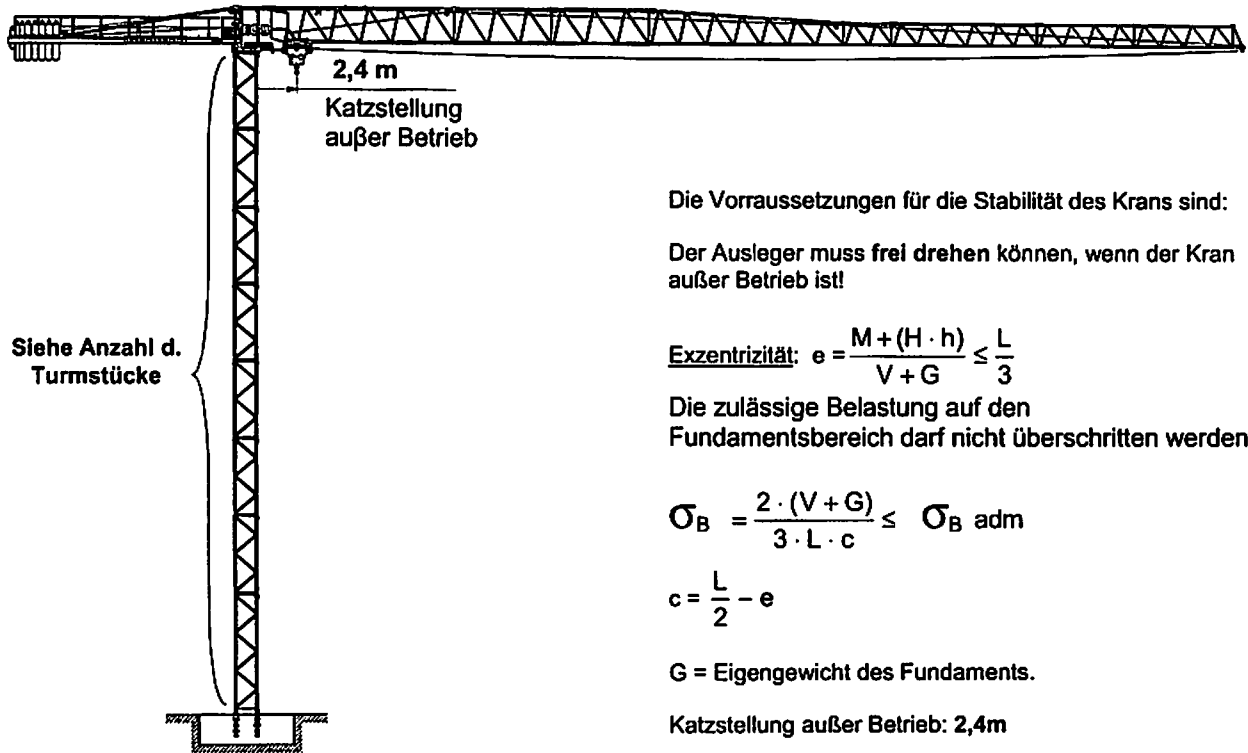 2,4 m
Katzstellung
außer Betrieb
Siehe Anzahl d.
Turmstücke
Die Vorraussetzungen für die Stabilität des Krans sind:
Der Ausleger muss frei drehen können, wenn der Kran
außer Betrieb ist!
Exzentrizität: e = (M + (H · h)) / (V + G) ≤ L / 3
Die zulässige Belastung auf den
Fundamentsbereich darf nicht überschritten werden
σB = (2 · (V + G)) / (3 · L · c) ≤ σB adm
c = L / 2 − e
G = Eigengewicht des Fundaments.
Katzstellung außer Betrieb: 2,4m